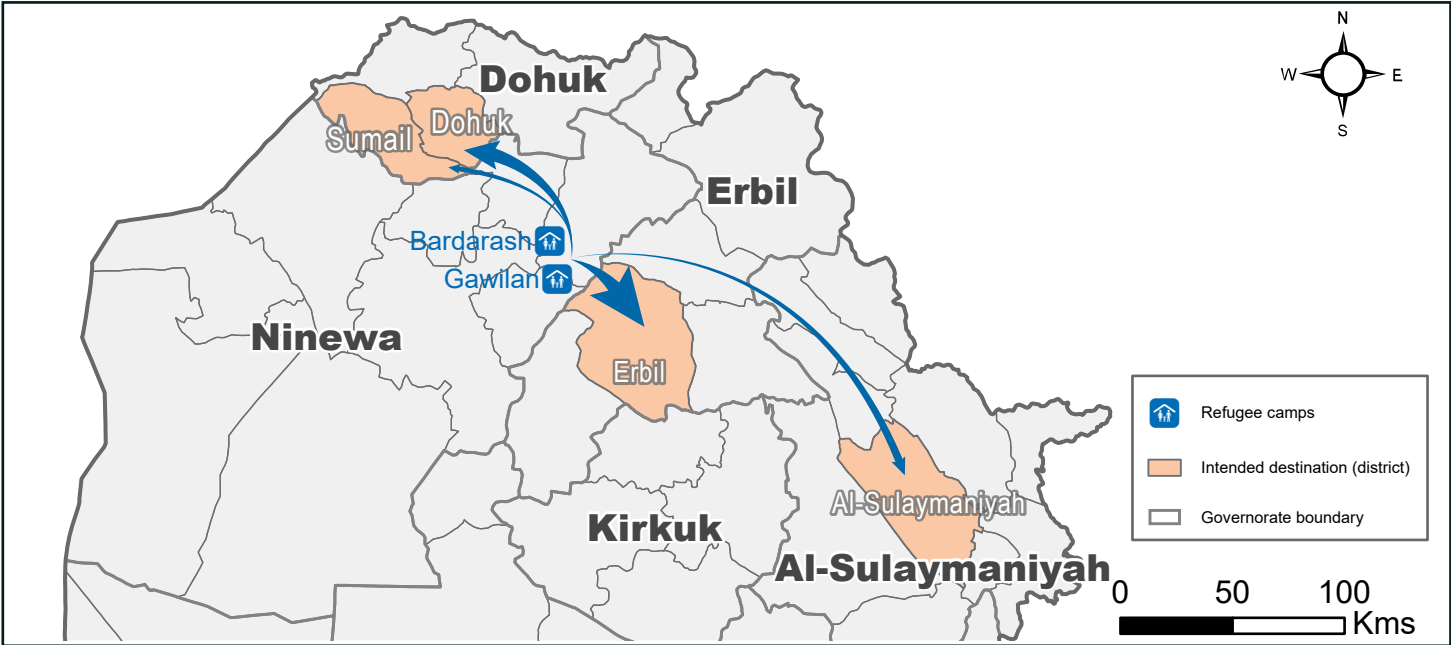 N
W
E
S
Dohuk
Dohuk
Sumail
Erbil
Bardarash
Gawilan
Ninewa
Erbil
Refugee camps
Intended destination (district)
Governorate boundary
Al-Sulaymaniyah
Kirkuk
Al-Sulaymaniyah
0 50 100
Kms